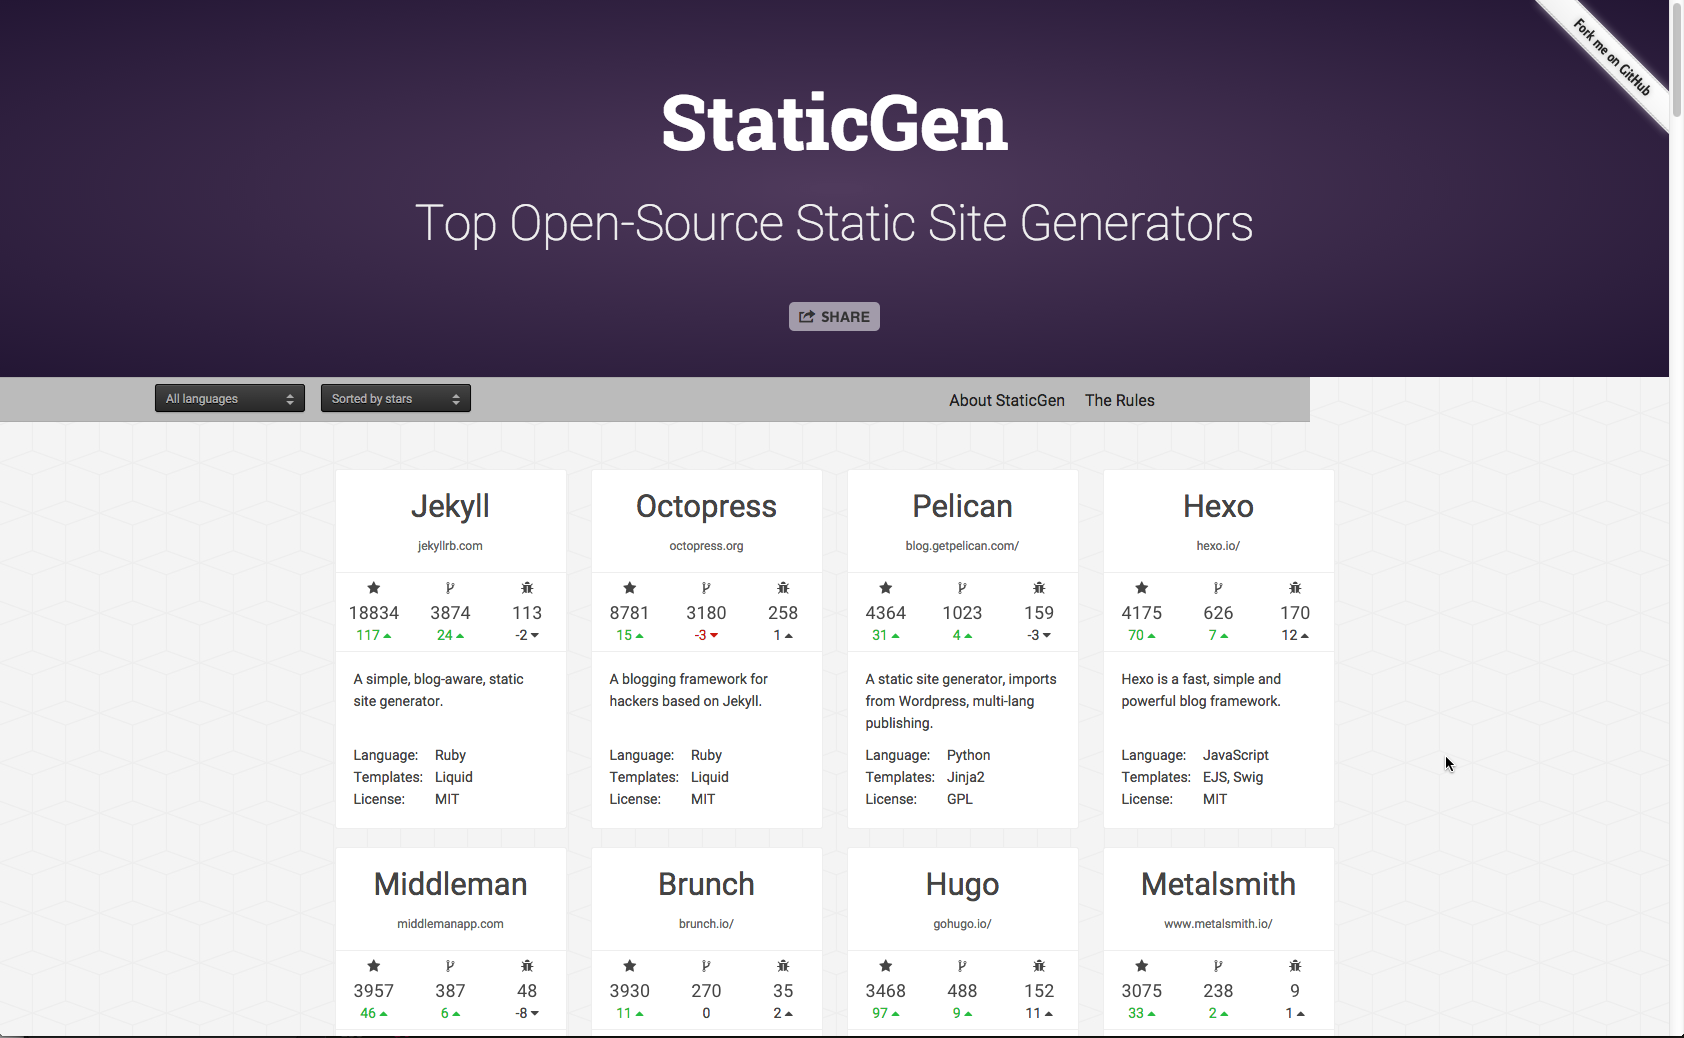 Fork me on GitHub
StaticGen
Top Open-Source Static Site Generators
SHARE
All languages Sorted by stars About StaticGen The Rules
Jekyll
jekyllrb.com
18834 3874 113
117 24 -2
A simple, blog-aware, static
site generator.
Language: Ruby
Templates: Liquid
License: MIT
Octopress
octopress.org
8781 3180 258
15 -3 1
A blogging framework for
hackers based on Jekyll.
Language: Ruby
Templates: Liquid
License: MIT
Pelican
blog.getpelican.com/
4364 1023 159
31 4 -3
A static site generator, imports
from Wordpress, multi-lang
publishing.
Language: Python
Templates: Jinja2
License: GPL
Hexo
hexo.io/
4175 626 170
70 7 12
Hexo is a fast, simple and
powerful blog framework.
Language: JavaScript
Templates: EJS, Swig
License: MIT
Middleman
middlemanapp.com
3957 387 48
46 6 -8
Brunch
brunch.io/
3930 270 35
11 0 2
Hugo
gohugo.io/
3468 488 152
97 9 11
Metalsmith
www.metalsmith.io/
3075 238 9
33 2 1